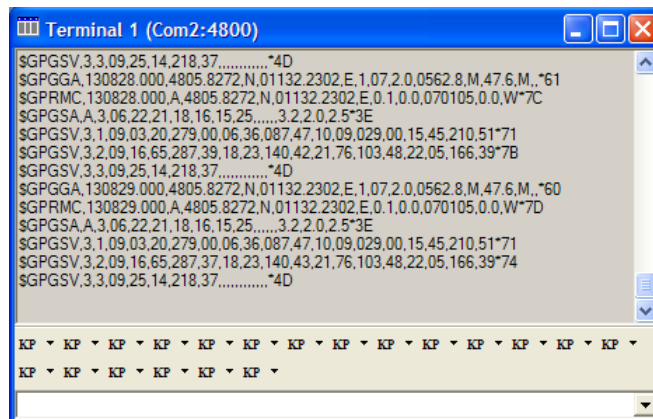 Terminal 1 (Com2:4800)
$GPGSV,3,3,09,25,14,218,37,,,,,,,,,,,,*4D
$GPGGA,130828.000,4805.8272,N,01132.2302,E,1,07,2.0,0562.8,M,47.6,M,,*61
$GPRMC,130828.000,A,4805.8272,N,01132.2302,E,0.1,0.0,070105,0.0,W*7C
$GPGSA,A,3,06,22,21,18,16,15,25,,,,,,3.2,2.0,2.5*3E
$GPGSV,3,1,09,03,20,279,00,06,36,087,47,10,09,029,00,15,45,210,51*71
$GPGSV,3,2,09,16,65,287,39,18,23,140,42,21,76,103,48,22,05,166,39*7B
$GPGSV,3,3,09,25,14,218,37,,,,,,,,,,,,*4D
$GPGGA,130829.000,4805.8272,N,01132.2302,E,1,07,2.0,0562.8,M,47.6,M,,*60
$GPRMC,130829.000,A,4805.8272,N,01132.2302,E,0.1,0.0,070105,0.0,W*7D
$GPGSA,A,3,06,22,21,18,16,15,25,,,,,,3.2,2.0,2.5*3E
$GPGSV,3,1,09,03,20,279,00,06,36,087,47,10,09,029,00,15,45,210,51*71
$GPGSV,3,2,09,16,65,287,37,18,23,140,43,21,76,103,48,22,05,166,39*74
$GPGSV,3,3,09,25,14,218,37,,,,,,,,,,,,*4D
KP KP KP KP KP KP KP KP KP KP KP KP KP KP
KP KP KP KP KP KP